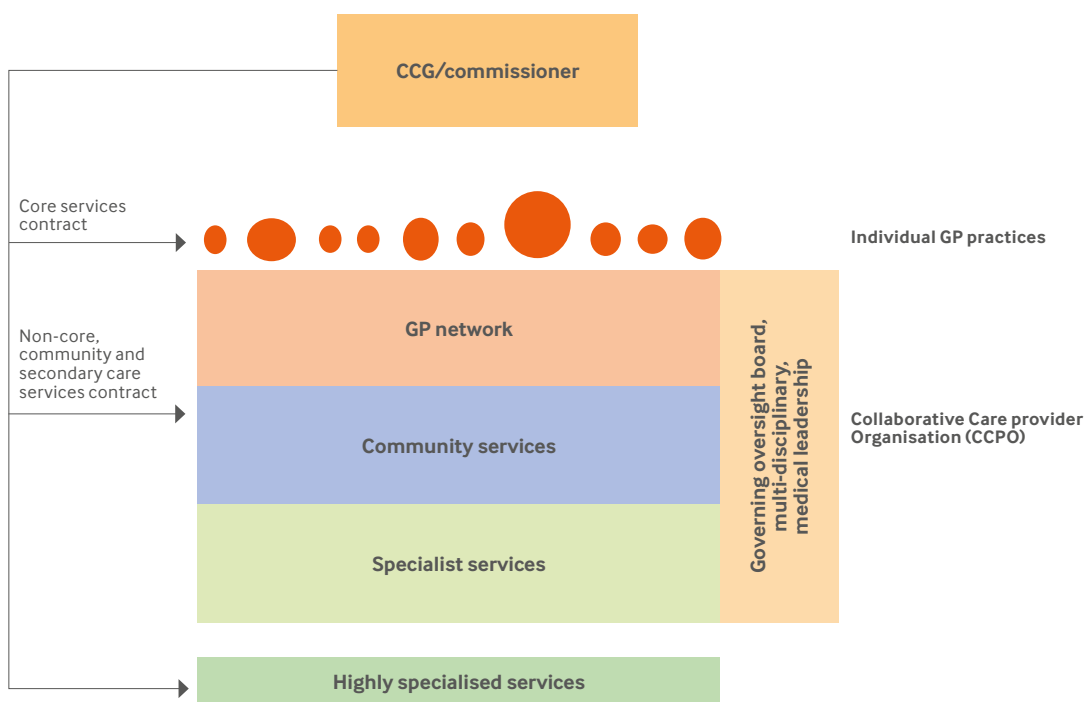 CCG/commissioner
Core services
contract
Individual GP practices
GP network
Non-core,
community and
secondary care
services contract
Community services
Governing oversight board,
multi-disciplinary,
medical leadership
Collaborative Care provider
Organisation (CCPO)
Specialist services
Highly specialised services